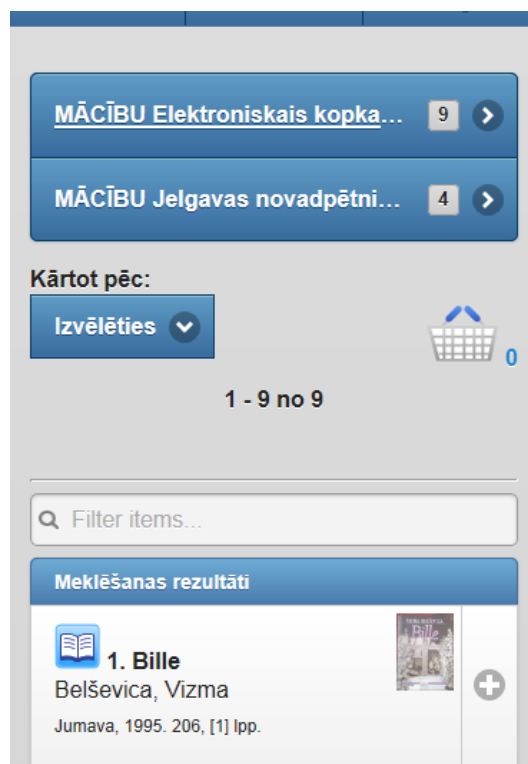 MĀCĪBU Elektroniskais kopka...
9
MĀCĪBU Jelgavas novadpētni...
4
Kārtot pēc:
Izvēlēties
0
1 - 9 no 9
Filter items...
Meklēšanas rezultāti
1. Bille
Belševica, Vizma
Jumava, 1995. 206, [1] lpp.
Bille